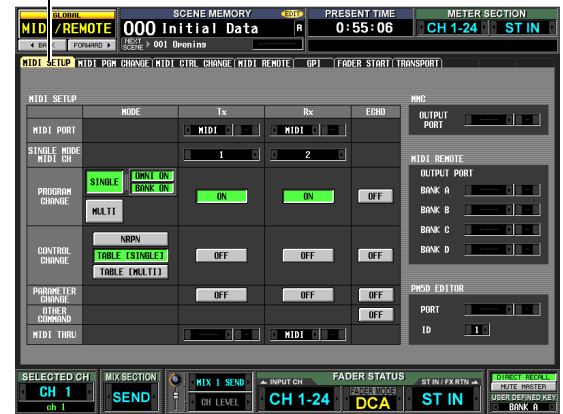 GLOBAL
MIDI/REMOTE
BACK
FORWARD
SCENE MEMORY
EDIT
000 Initial Data
R
NEXT SCENE
001 Opening
PRESENT TIME
0:55:06
METER SECTION
CH 1-24
ST IN
MIDI SETUP
MIDI PGM CHANGE
MIDI CTRL CHANGE
MIDI REMOTE
GPI
FADER START
TRANSPORT
MIDI SETUP
MODE
Tx
Rx
ECHO
MIDI PORT
MIDI
-
MIDI
-
SINGLE MODE
MIDI CH
1
2
PROGRAM
CHANGE
SINGLE
OMNI ON
BANK ON
MULTI
ON
ON
OFF
CONTROL
CHANGE
NRPN
TABLE [SINGLE]
TABLE [MULTI]
OFF
OFF
OFF
PARAMETER
CHANGE
OFF
OFF
OFF
OTHER
COMMAND
OFF
MIDI THRU
----
-
MIDI
-
MMC
OUTPUT
PORT
----
-
MIDI REMOTE
OUTPUT PORT
BANK A
----
-
BANK B
----
-
BANK C
----
-
BANK D
----
-
PM5D EDITOR
PORT
----
-
ID
1
SELECTED CH
CH 1
ch 1
MIX SECTION
SEND
MIX 1 SEND
CH LEVEL
FADER STATUS
INPUT CH
CH 1-24
FADER MODE
DCA
ST IN / FX RTN
ST IN
DIRECT RECALL
MUTE MASTER
USER DEFINED KEY
BANK A